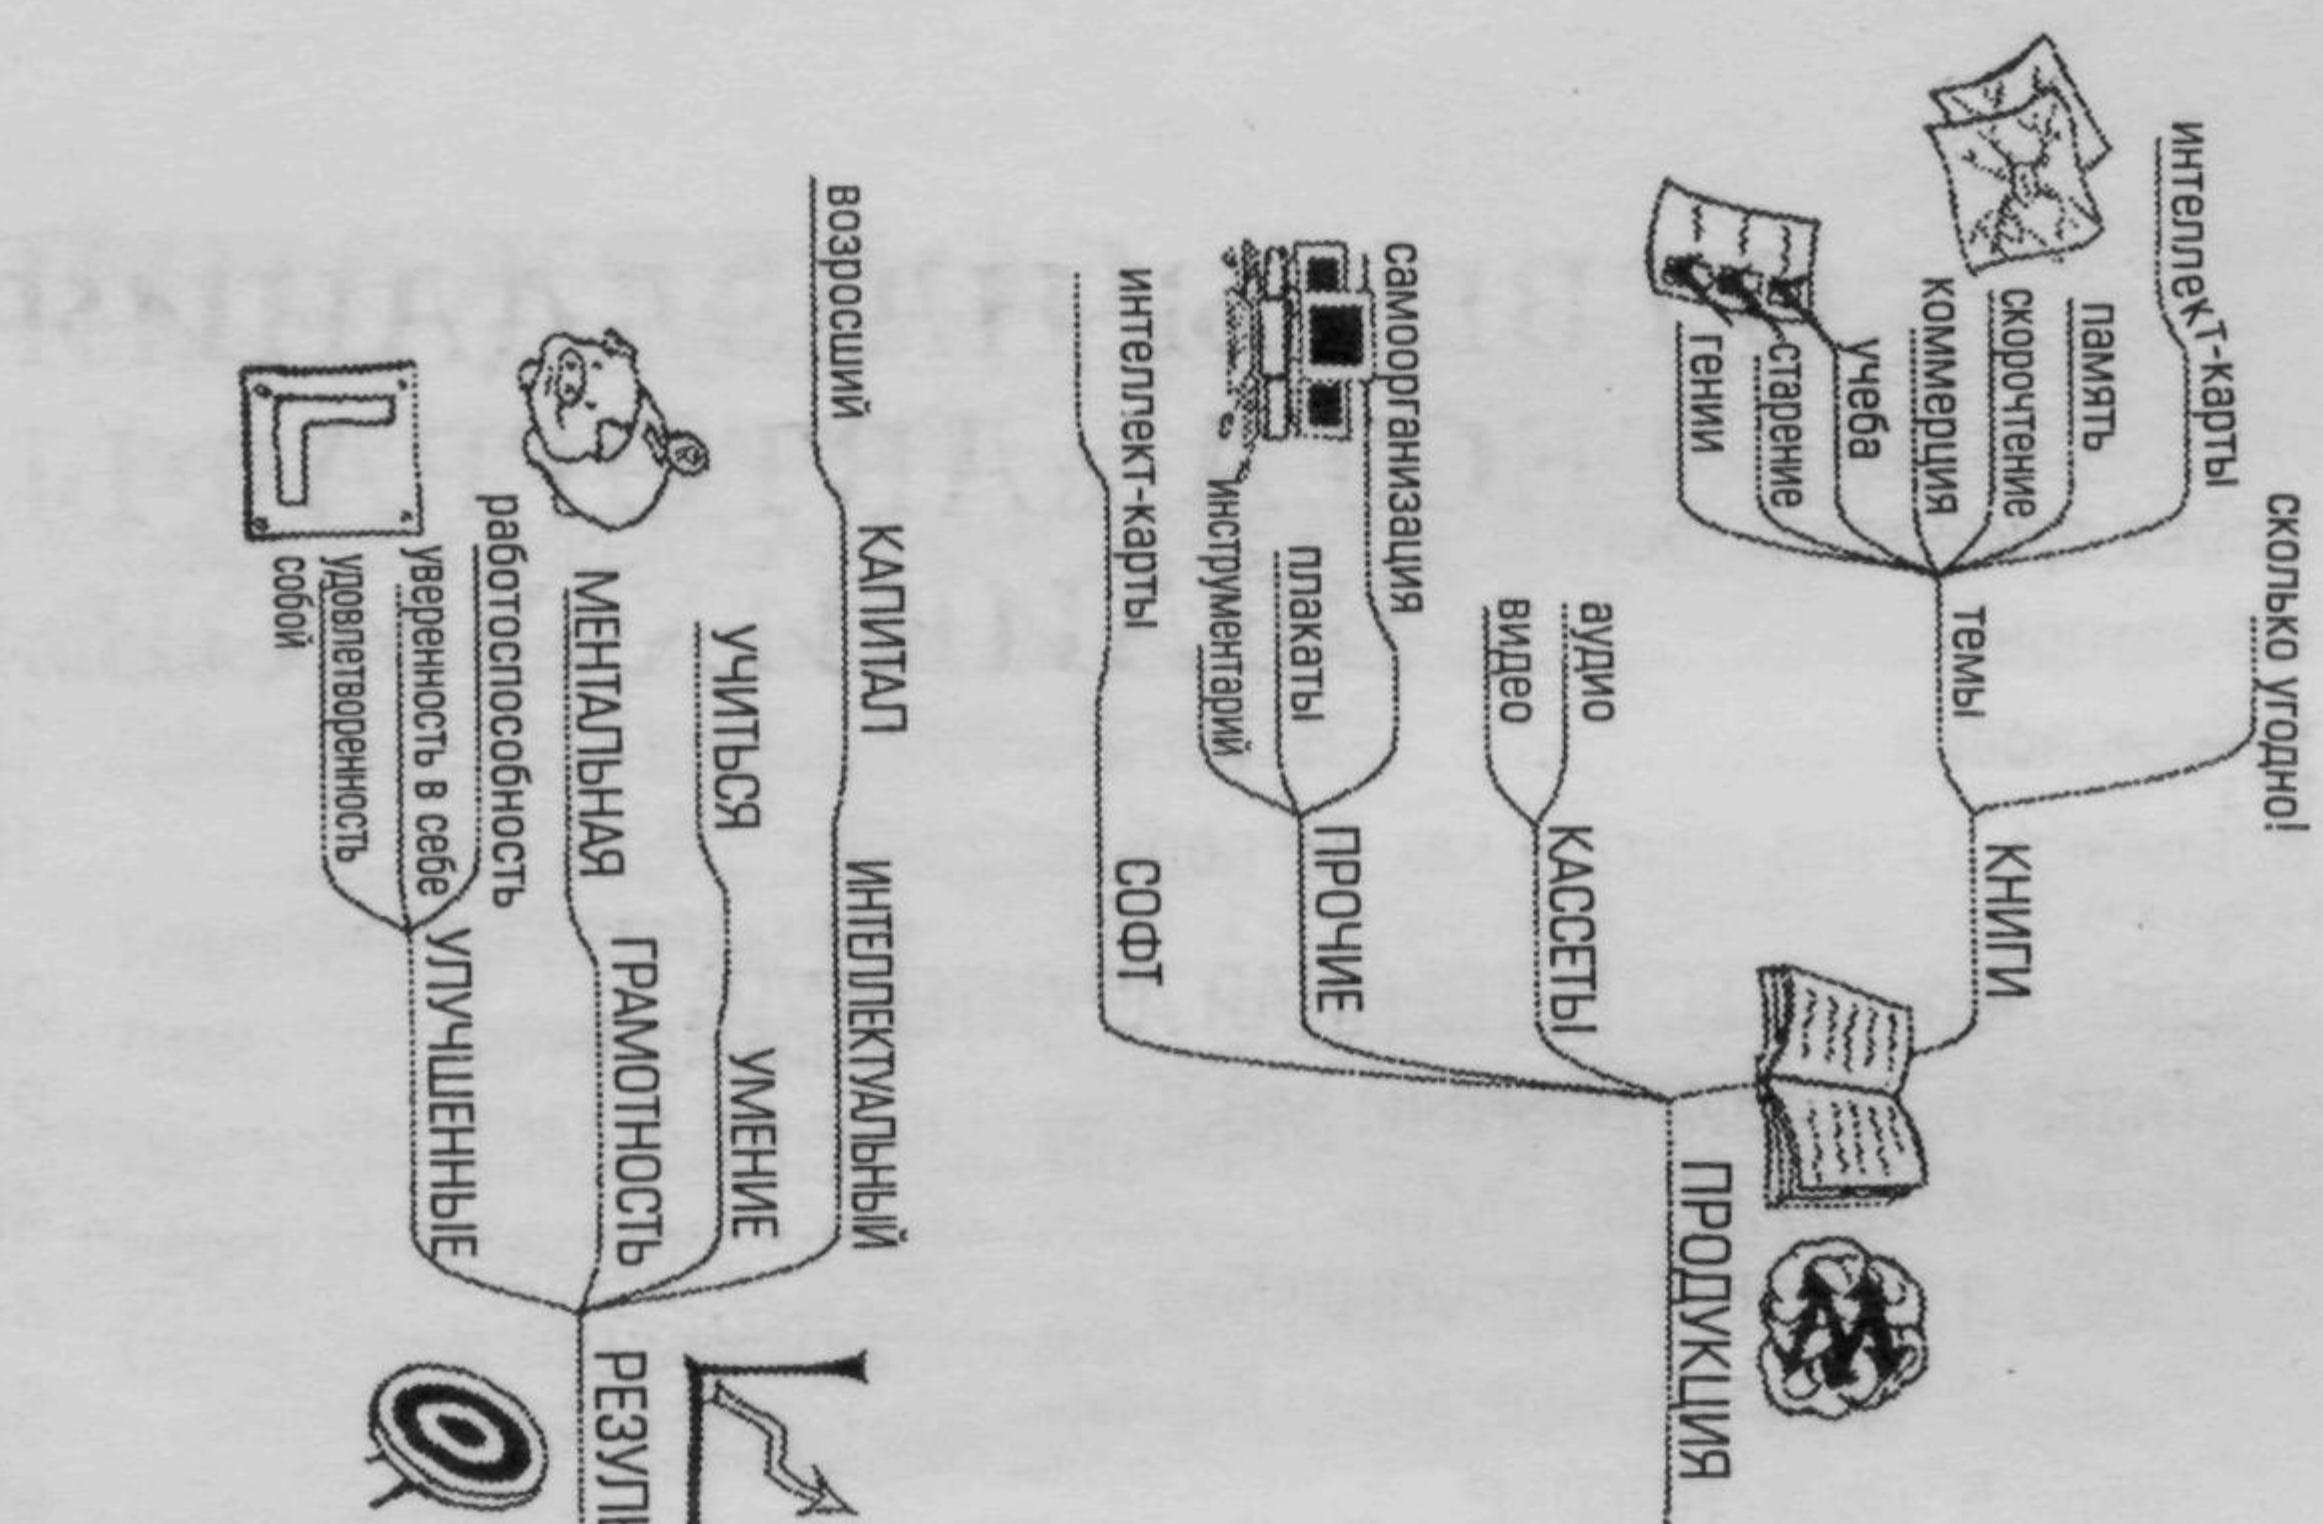 сколько угодно!
интеллект-карты
память
скорочтение
коммерция
учеба
старение
гении
темы
КНИГИ
аудио
видео
КАССЕТЫ
самоорганизация
плакаты
инструментарий
ПРОЧИЕ
интеллект-карты
СОФТ
ПРОДУКЦИЯ
возросший
КАПИТАЛ
ИНТЕЛЛЕКТУАЛЬНЫЙ
УЧИТЬСЯ
УМЕНИЕ
МЕНТАЛЬНАЯ
ГРАМОТНОСТЬ
работоспособность
уверенность в себе
удовлетворенность
собой
УЛУЧШЕННЫЕ